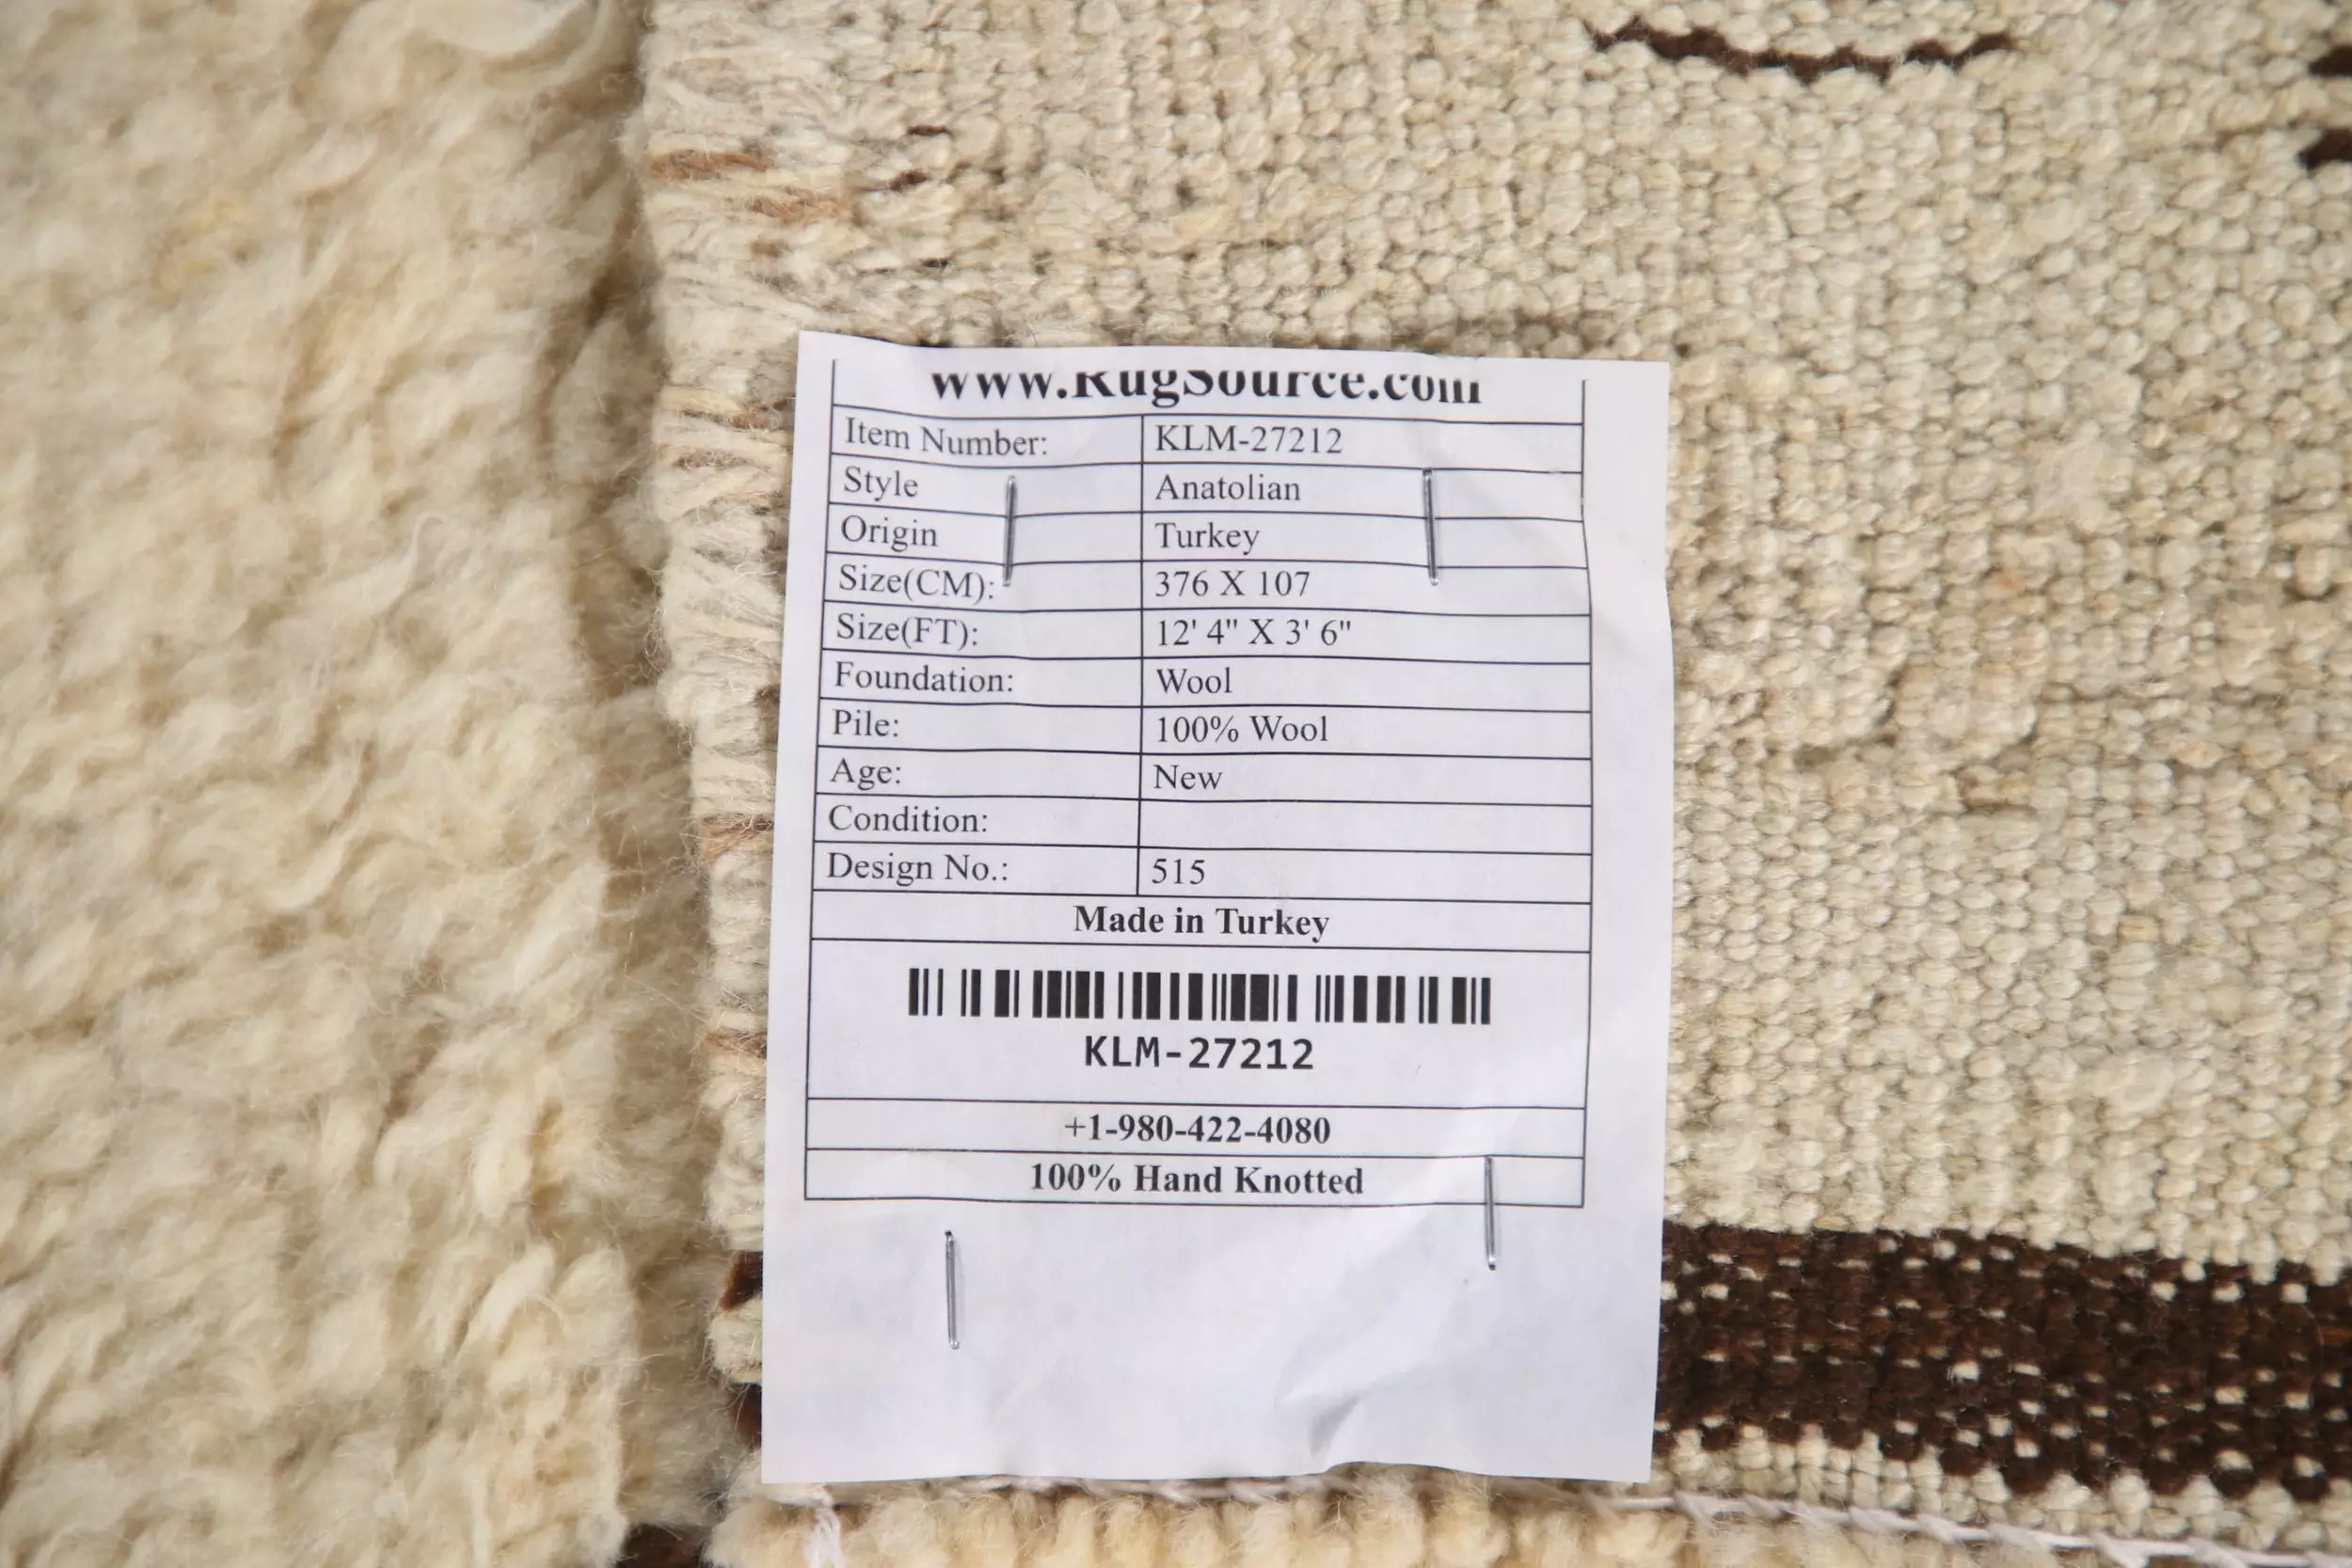 www.RugSource.com
Item Number: KLM-27212
Style Anatolian
Origin Turkey
Size(CM): 376 X 107
Size(FT): 12' 4" X 3' 6"
Foundation: Wool
Pile: 100% Wool
Age: New
Condition:
Design No.: 515
Made in Turkey
KLM-27212
+1-980-422-4080
100% Hand Knotted